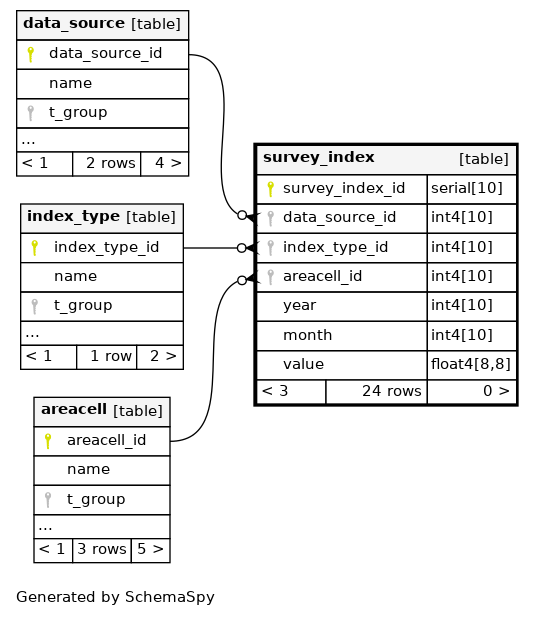 data_source [table]
data_source_id
name
t_group
...
< 1 2 rows 4 >
index_type [table]
index_type_id
name
t_group
...
< 1 1 row 2 >
areacell [table]
areacell_id
name
t_group
...
< 1 3 rows 5 >
survey_index [table]
survey_index_id serial[10]
data_source_id int4[10]
index_type_id int4[10]
areacell_id int4[10]
year int4[10]
month int4[10]
value float4[8,8]
< 3 24 rows 0 >
Generated by SchemaSpy